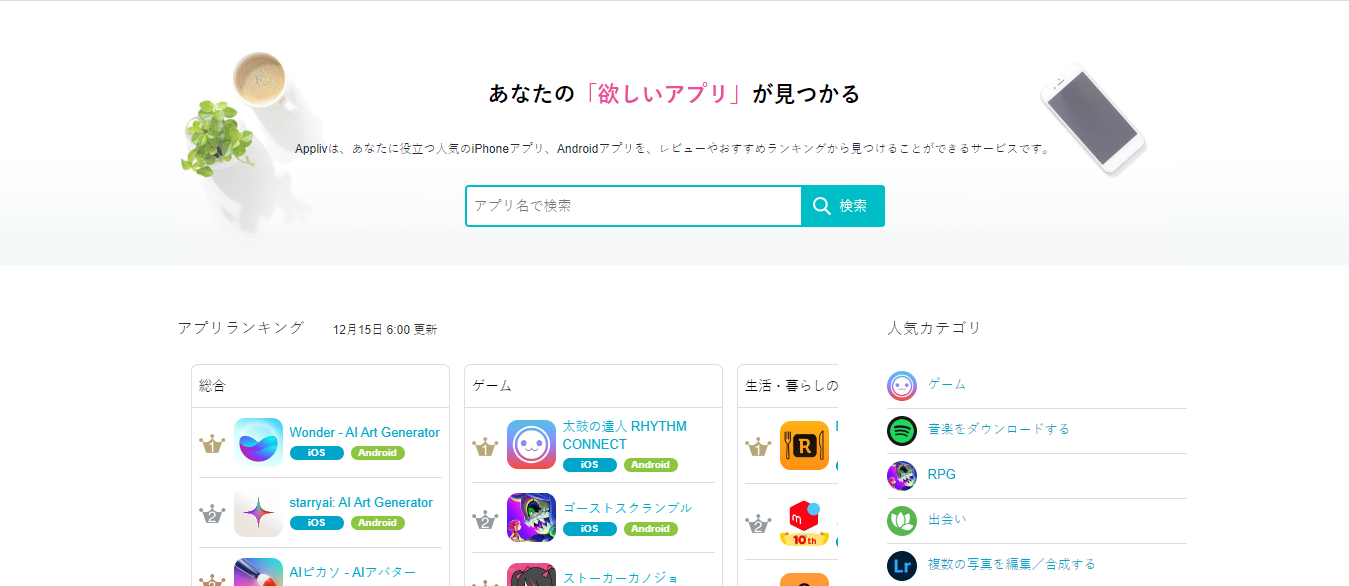 あなたの「欲しいアプリ」が見つかる
Applivは、あなたに役立つ人気のiPhoneアプリ、Androidアプリを、レビューやおすすめランキングから見つけることができるサービスです。
アプリ名で検索
検索
アプリランキング
12月15日 6:00 更新
総合
1
Wonder - AI Art Generator
iOS
Android
2
starryai: AI Art Generator
iOS
Android
AIピカソ - AIアバター
ゲーム
1
太鼓の達人 RHYTHM
CONNECT
iOS
Android
2
ゴーストスクランブル
iOS
Android
ストーカーカノジョ
生活・暮らしの
1
R
2
m
10th
人気カテゴリ
ゲーム
音楽をダウンロードする
RPG
出会い
Lr
複数の写真を編集／合成する